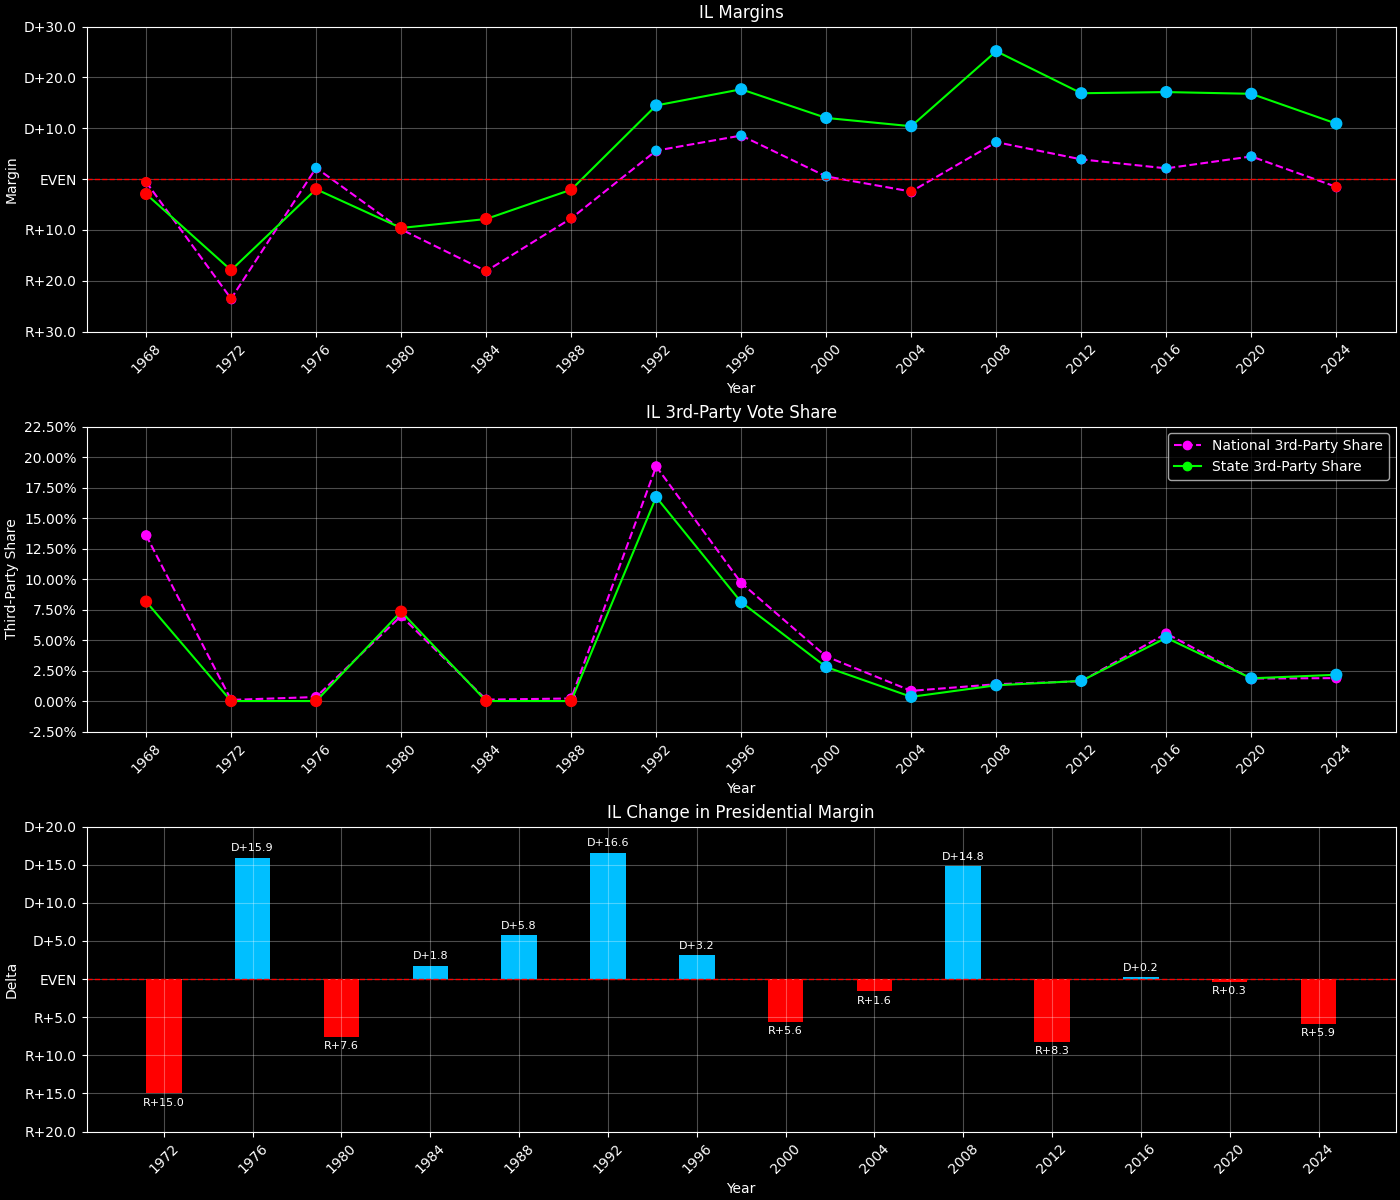 IL Margins
D+30.0
D+20.0
D+10.0
EVEN
R+10.0
R+20.0
R+30.0
Margin
1968 1972 1976 1980 1984 1988 1992 1996 2000 2004 2008 2012 2016 2020 2024
Year
IL 3rd-Party Vote Share
22.50%
20.00%
17.50%
15.00%
12.50%
10.00%
7.50%
5.00%
2.50%
0.00%
-2.50%
Third-Party Share
National 3rd-Party Share
State 3rd-Party Share
1968 1972 1976 1980 1984 1988 1992 1996 2000 2004 2008 2012 2016 2020 2024
Year
IL Change in Presidential Margin
D+20.0
D+15.0
D+10.0
D+5.0
EVEN
R+5.0
R+10.0
R+15.0
R+20.0
Delta
R+15.0
D+15.9
R+7.6
D+1.8
D+5.8
D+16.6
D+3.2
R+5.6
R+1.6
D+14.8
R+8.3
D+0.2
R+0.3
R+5.9
1972 1976 1980 1984 1988 1992 1996 2000 2004 2008 2012 2016 2020 2024
Year